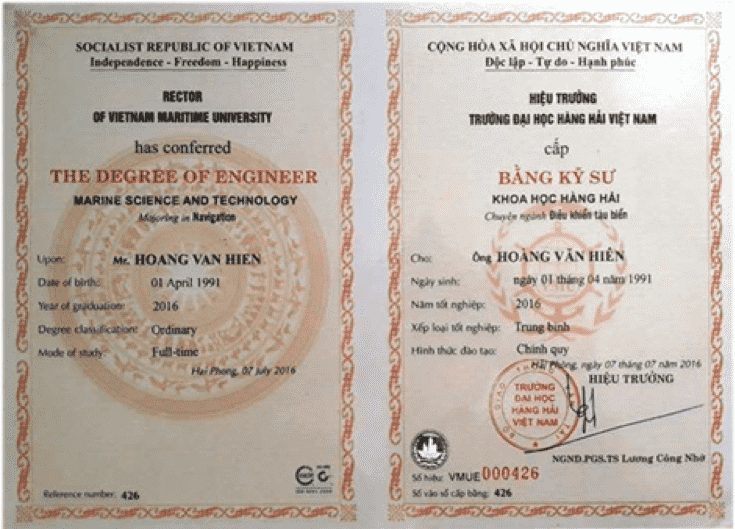 SOCIALIST REPUBLIC OF VIETNAM
Independence - Freedom - Happiness
RECTOR
OF VIETNAM MARITIME UNIVERSITY
has conferred
THE DEGREE OF ENGINEER
MARINE SCIENCE AND TECHNOLOGY
Majoring in Navigation
Upon: Mr. HOANG VAN HIEN
Date of birth: 01 April 1991
Year of graduation: 2016
Degree classification: Ordinary
Mode of study: Full-time
Hai Phong, 07 July 2016
Reference number: 426
CỘNG HÒA XÃ HỘI CHỦ NGHĨA VIỆT NAM
Độc lập - Tự do - Hạnh phúc
HIỆU TRƯỞNG
TRƯỜNG ĐẠI HỌC HÀNG HẢI VIỆT NAM
cấp
BẰNG KỸ SƯ
KHOA HỌC HÀNG HẢI
Chuyên ngành Điều khiển tàu biển
Cho: Ông HOÀNG VĂN HIẾN
Ngày sinh: ngày 01 tháng 04 năm 1991
Năm tốt nghiệp: 2016
Xếp loại tốt nghiệp: Trung bình
Hình thức đào tạo: Chính quy
Hải Phòng, ngày 07 tháng 07 năm 2016
HIỆU TRƯỞNG
TRƯỜNG
ĐẠI HỌC
HÀNG HẢI
VIỆT NAM
NGND.PGS.TS Lương Công Nhớ
Số hiệu: VMUE000426
Số vào sổ cấp bằng: 426